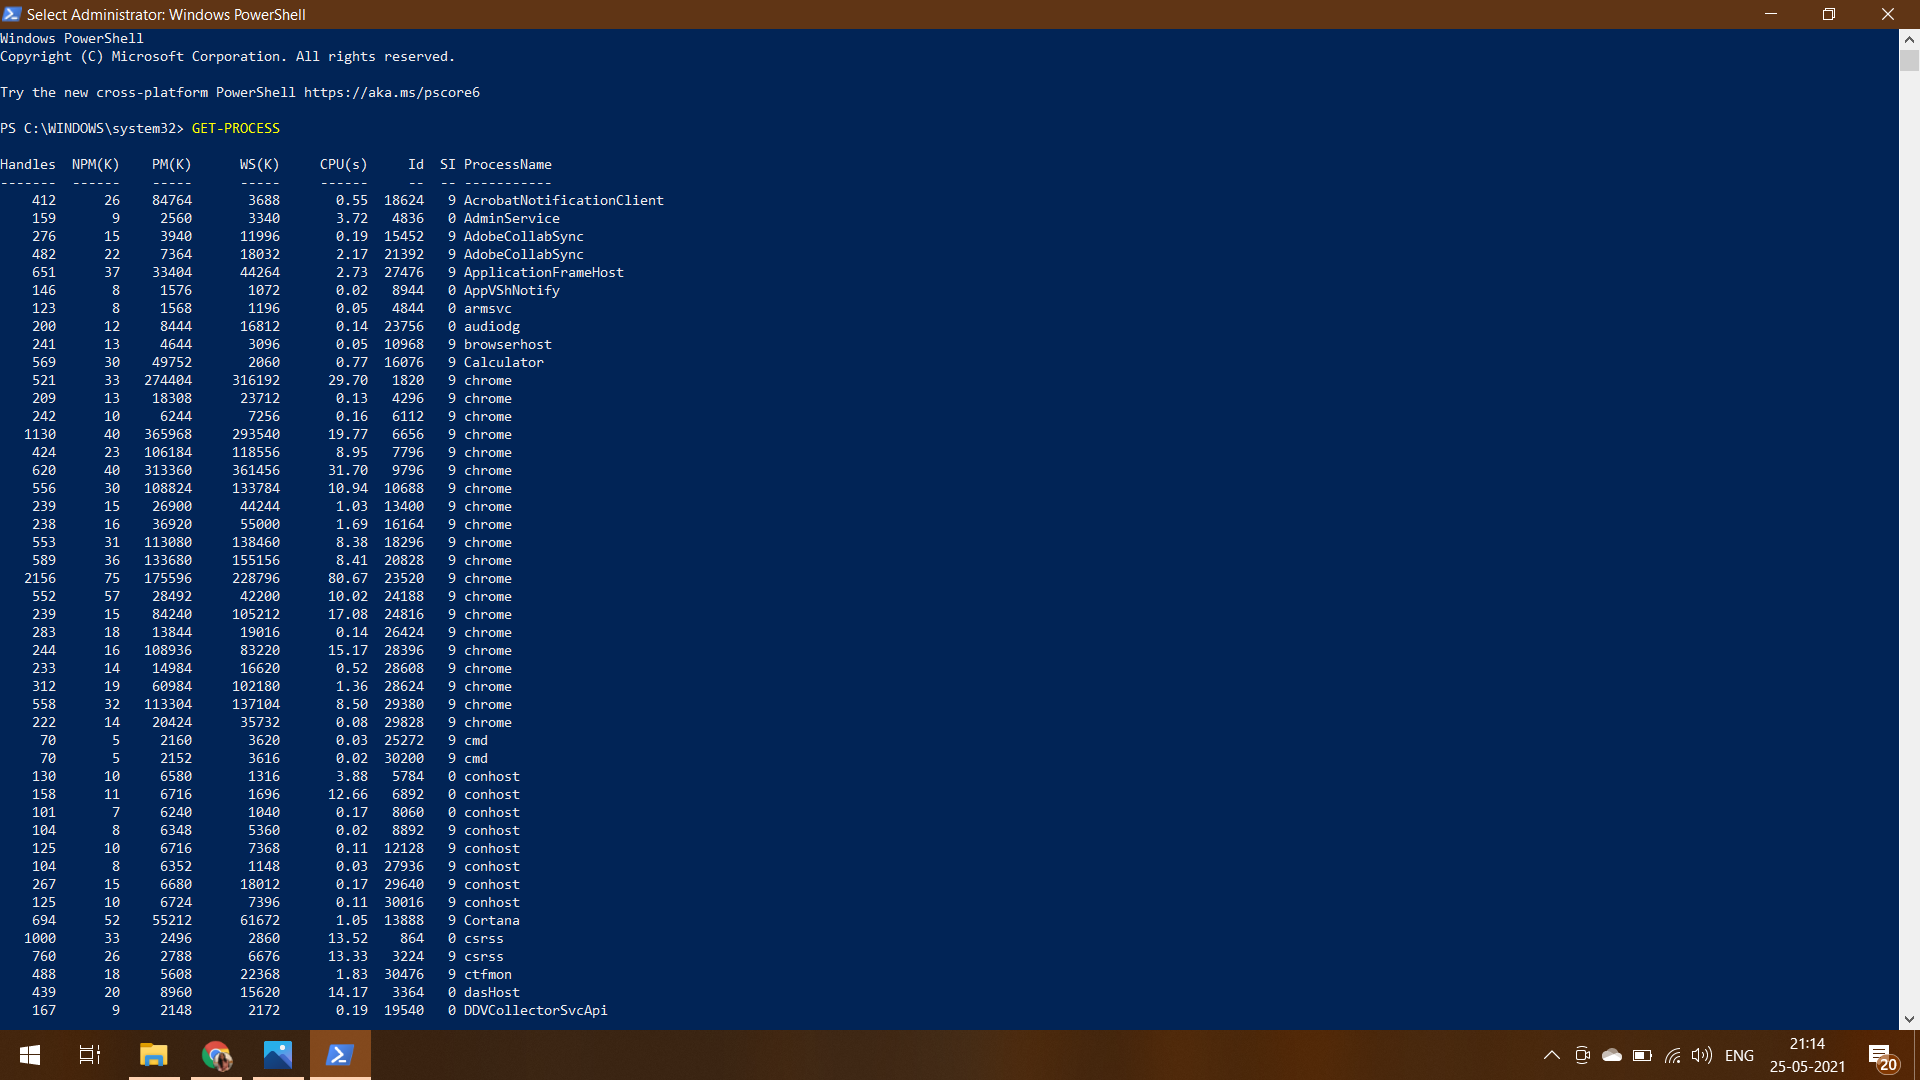 Select Administrator: Windows PowerShell
Windows PowerShell
Copyright (C) Microsoft Corporation. All rights reserved.
Try the new cross-platform PowerShell https://aka.ms/pscore6
PS C:\WINDOWS\system32> GET-PROCESS
Handles  NPM(K)    PM(K)      WS(K)     CPU(s)     Id  SI ProcessName
-------  ------    -----      -----     ------     --  -- -----------
    412      26    84764       3688       0.55  18624   9 AcrobatNotificationClient
    159       9     2560       3340       3.72   4836   0 AdminService
    276      15     3940      11996       0.19  15452   9 AdobeCollabSync
    482      22     7364      18032       2.17  21392   9 AdobeCollabSync
    651      37    33404      44264       2.73  27476   9 ApplicationFrameHost
    146       8     1576       1072       0.02   8944   0 AppVShNotify
    123       8     1568       1196       0.05   4844   0 armsvc
    200      12     8444      16812       0.14  23756   0 audiodg
    241      13     4644       3096       0.05  10968   9 browserhost
    569      30    49752       2060       0.77  16076   9 Calculator
    521      33   274404     316192      29.70   1820   9 chrome
    209      13    18308      23712       0.13   4296   9 chrome
    242      10     6244       7256       0.16   6112   9 chrome
   1130      40   365968     293540      19.77   6656   9 chrome
    424      23   106184     118556       8.95   7796   9 chrome
    620      40   313360     361456      31.70   9796   9 chrome
    556      30   108824     133784      10.94  10688   9 chrome
    239      15    26900      44244       1.03  13400   9 chrome
    238      16    36920      55000       1.69  16164   9 chrome
    553      31   113080     138460       8.38  18296   9 chrome
    589      36   133680     155156       8.41  20828   9 chrome
   2156      75   175596     228796      80.67  23520   9 chrome
    552      57    28492      42200      10.02  24188   9 chrome
    239      15    84240     105212      17.08  24816   9 chrome
    283      18    13844      19016       0.14  26424   9 chrome
    244      16   108936      83220      15.17  28396   9 chrome
    233      14    14984      16620       0.52  28608   9 chrome
    312      19    60984     102180       1.36  28624   9 chrome
    558      32   113304     137104       8.50  29380   9 chrome
    222      14    20424      35732       0.08  29828   9 chrome
     70       5     2160       3620       0.03  25272   9 cmd
     70       5     2152       3616       0.02  30200   9 cmd
    130      10     6580       1316       3.88   5784   0 conhost
    158      11     6716       1696      12.66   6892   0 conhost
    101       7     6240       1040       0.17   8060   0 conhost
    104       8     6348       5360       0.02   8892   9 conhost
    125      10     6716       7368       0.11  12128   9 conhost
    104       8     6352       1148       0.03  27936   9 conhost
    267      15     6680      18012       0.17  29640   9 conhost
    125      10     6724       7396       0.11  30016   9 conhost
    694      52    55212      61672       1.05  13888   9 Cortana
   1000      33     2496       2860      13.52    864   0 csrss
    760      26     2788       6676      13.33   3224   9 csrss
    488      18     5608      22368       1.83  30476   9 ctfmon
    439      20     8960      15620      14.17   3364   0 dasHost
    167       9     2148       2172       0.19  19540   0 DDVCollectorSvcApi
ENG
21:14
25-05-2021
20